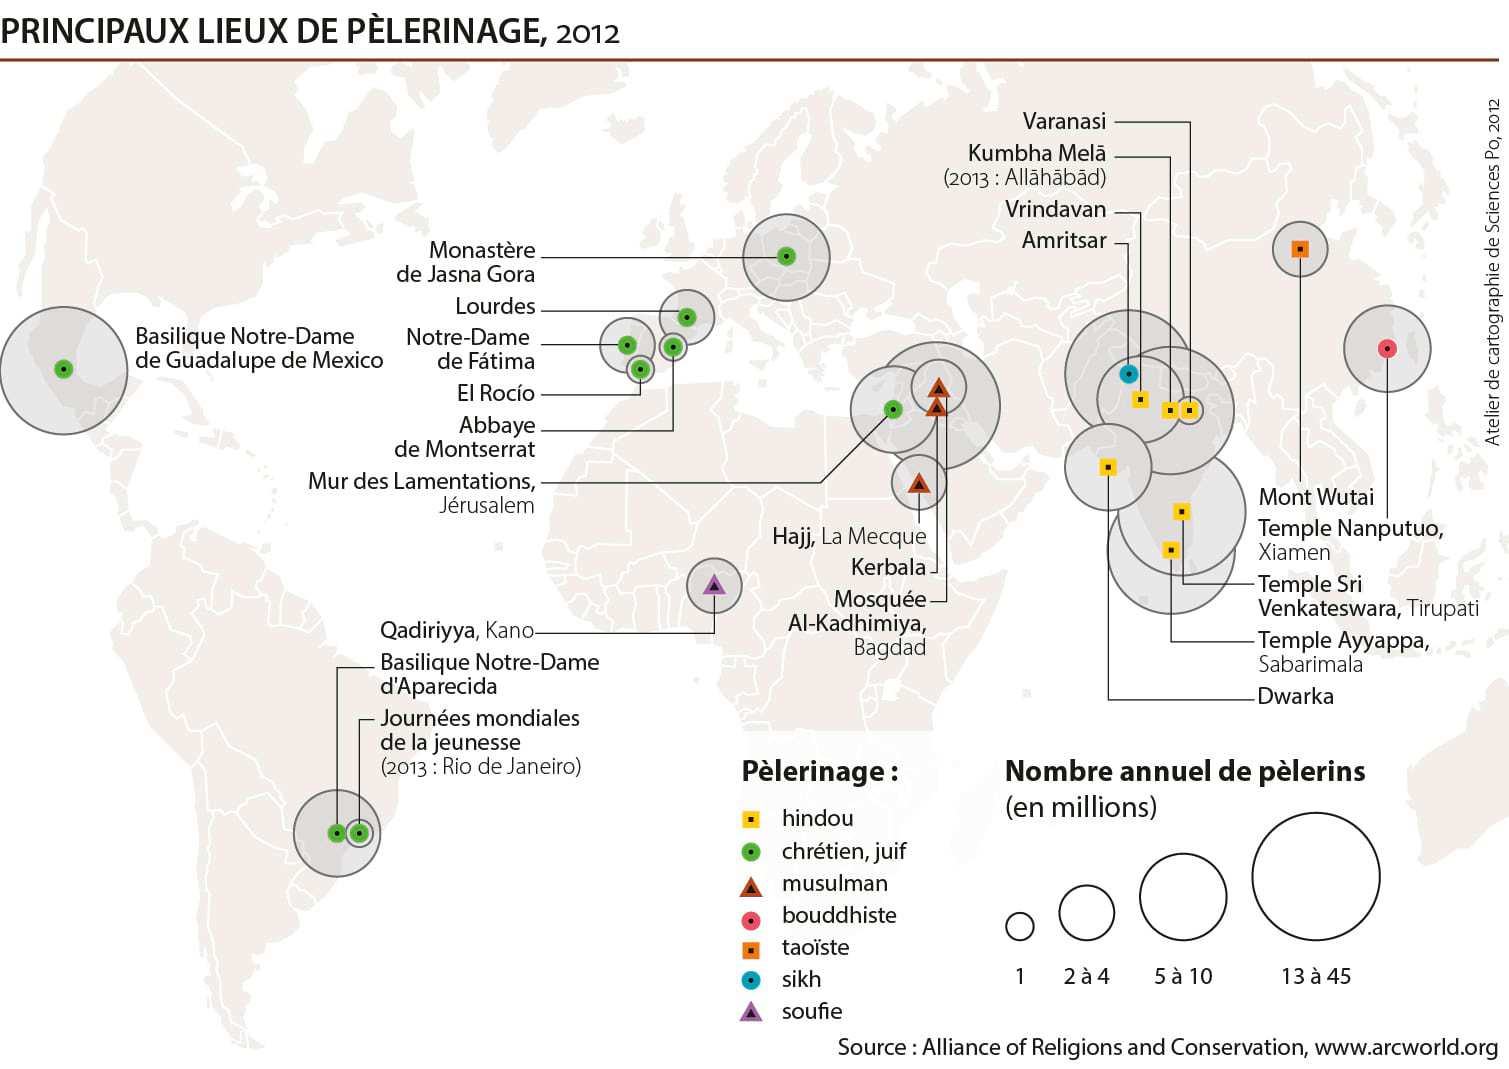 PRINCIPAUX LIEUX DE PÈLERINAGE, 2012
Atelier de cartographie de Sciences Po, 2012
Varanasi
Kumbha Melā
(2013 : Allāhābād)
Vrindavan
Amritsar
Monastère
de Jasna Gora
Lourdes
Notre-Dame
de Fátima
El Rocío
Abbaye
de Montserrat
Mur des Lamentations,
Jérusalem
Basilique Notre-Dame
de Guadalupe de Mexico
Hajj, La Mecque
Kerbala
Mosquée
Al-Kadhimiya,
Bagdad
Mont Wutai
Temple Nanputuo,
Xiamen
Temple Sri
Venkateswara, Tirupati
Temple Ayyappa,
Sabarimala
Dwarka
Qadiriyya, Kano
Basilique Notre-Dame
d'Aparecida
Journées mondiales
de la jeunesse
(2013 : Rio de Janeiro)
Pèlerinage :
hindou
chrétien, juif
musulman
bouddhiste
taoïste
sikh
soufie
Nombre annuel de pèlerins
(en millions)
1
2 à 4
5 à 10
13 à 45
Source : Alliance of Religions and Conservation, www.arcworld.org